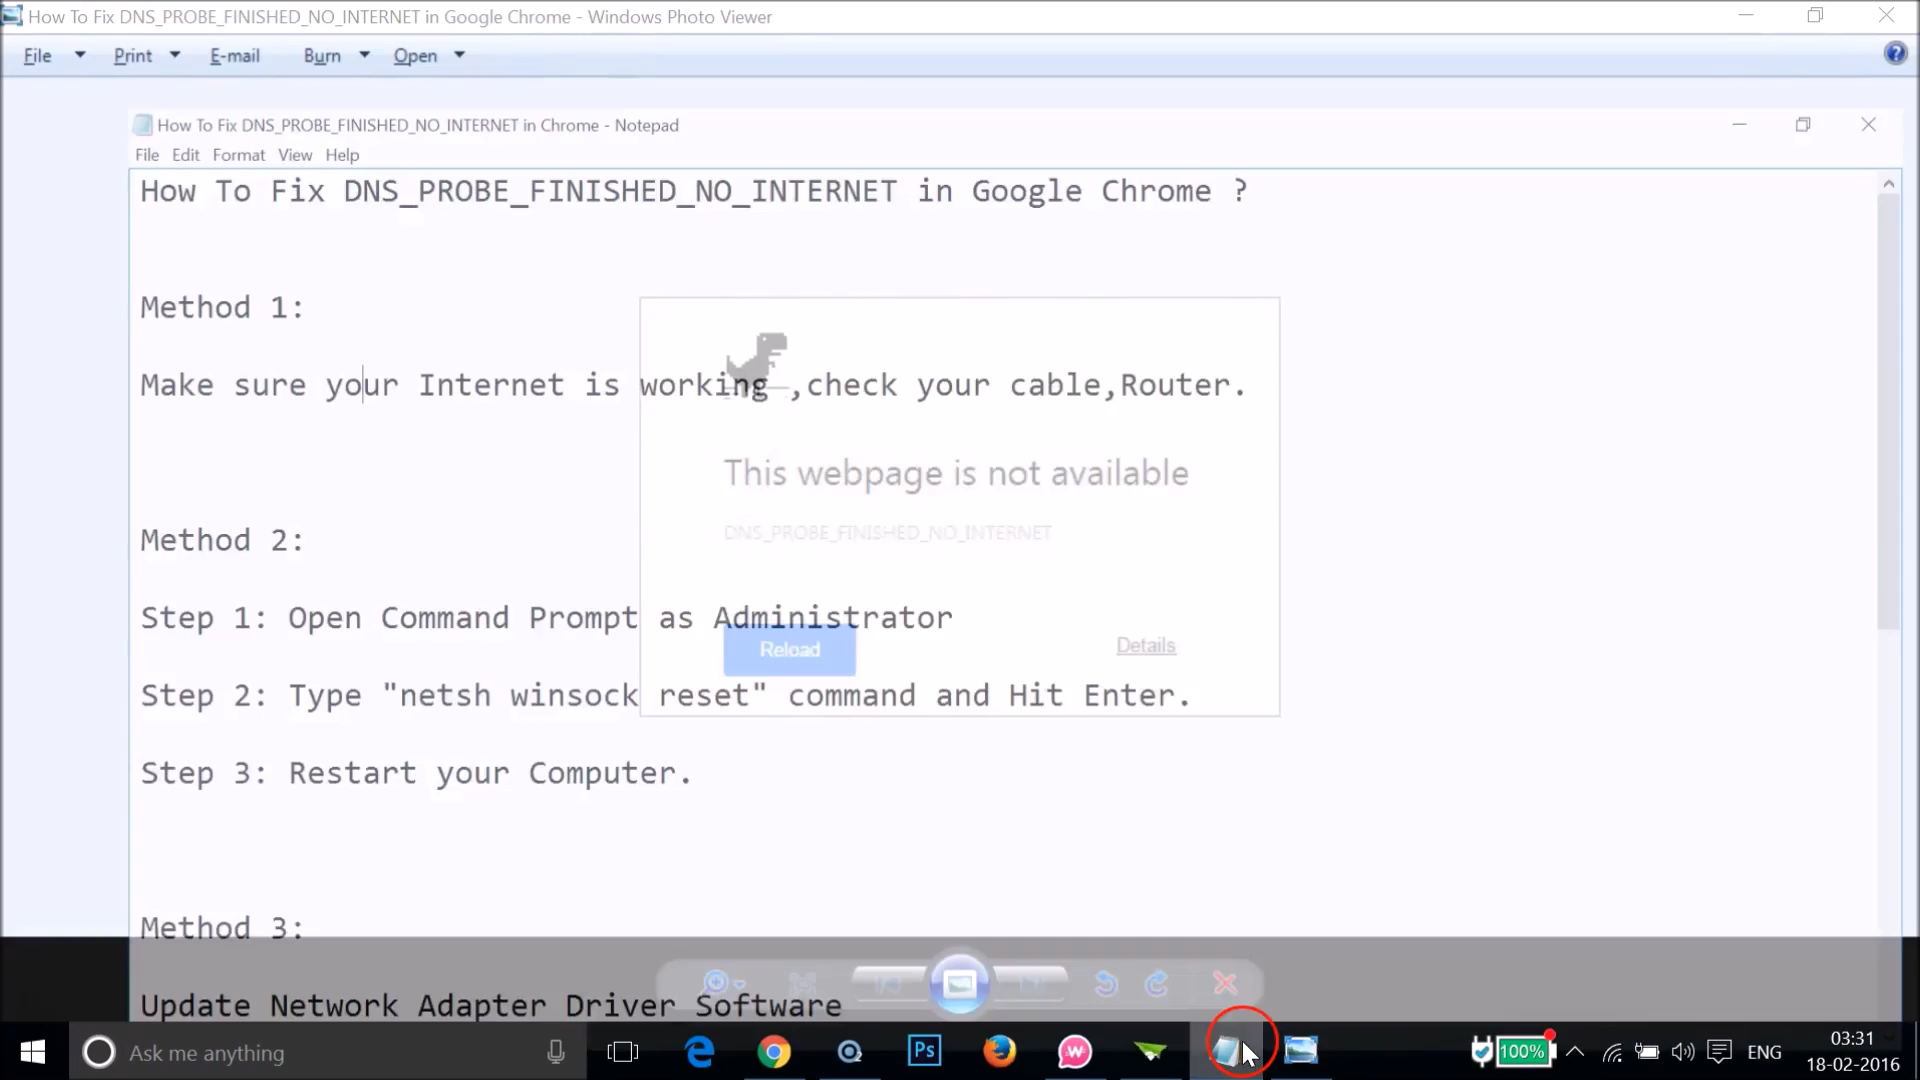 How To Fix DNS_PROBE_FINISHED_NO_INTERNET in Google Chrome - Windows Photo Viewer
File Print E-mail Burn Open
How To Fix DNS_PROBE_FINISHED_NO_INTERNET in Chrome - Notepad
File Edit Format View Help
How To Fix DNS_PROBE_FINISHED_NO_INTERNET in Google Chrome ?
Method 1:
Make sure your Internet is working ,check your cable,Router.
This webpage is not available
DNS_PROBE_FINISHED_NO_INTERNET
Method 2:
Step 1: Open Command Prompt as Administrator
Reload Details
Step 2: Type "netsh winsock reset" command and Hit Enter.
Step 3: Restart your Computer.
Method 3:
Update Network Adapter Driver Software
Ask me anything
Ps
100%
ENG
03:31
18-02-2016